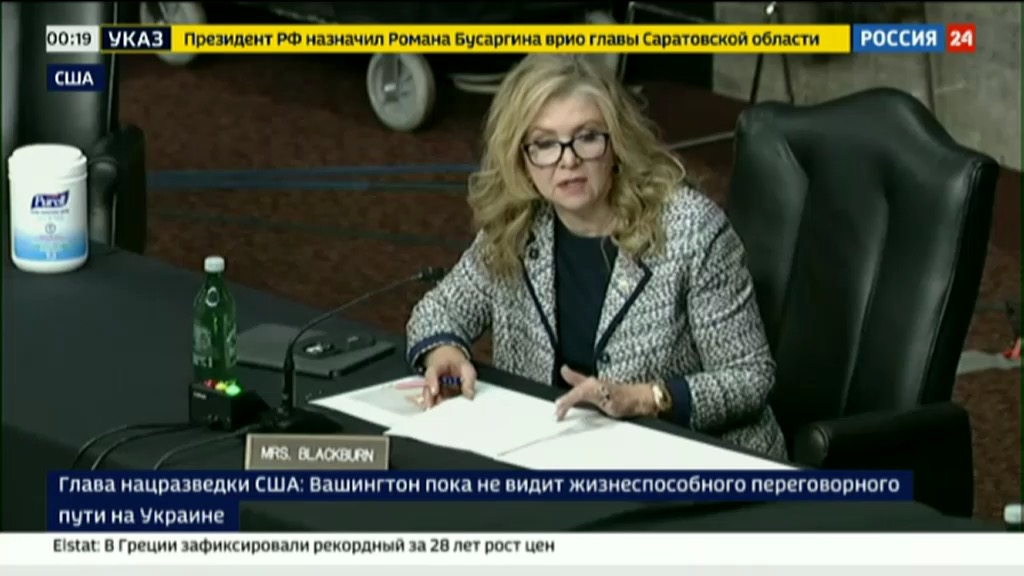 00:19 УКАЗ Президент РФ назначил Романа Бусаргина врио главы Саратовской области РОССИЯ 24
США
Purell
MRS. BLACKBURN
Глава нацразведки США: Вашингтон пока не видит жизнеспособного переговорного
пути на Украине
Elstat: В Греции зафиксировали рекордный за 28 лет рост цен